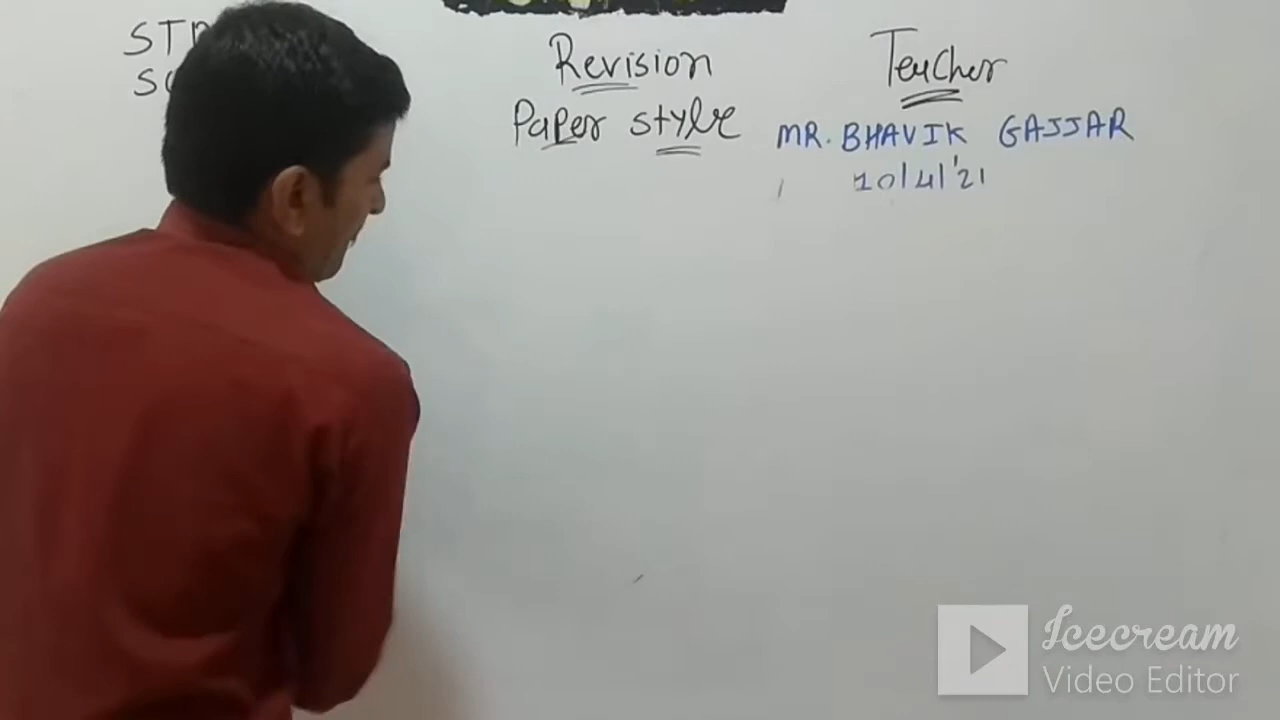 Revision
Paper style
Teacher
MR. BHAVIK GAJJAR
10/4/'21
Icecream
Video Editor